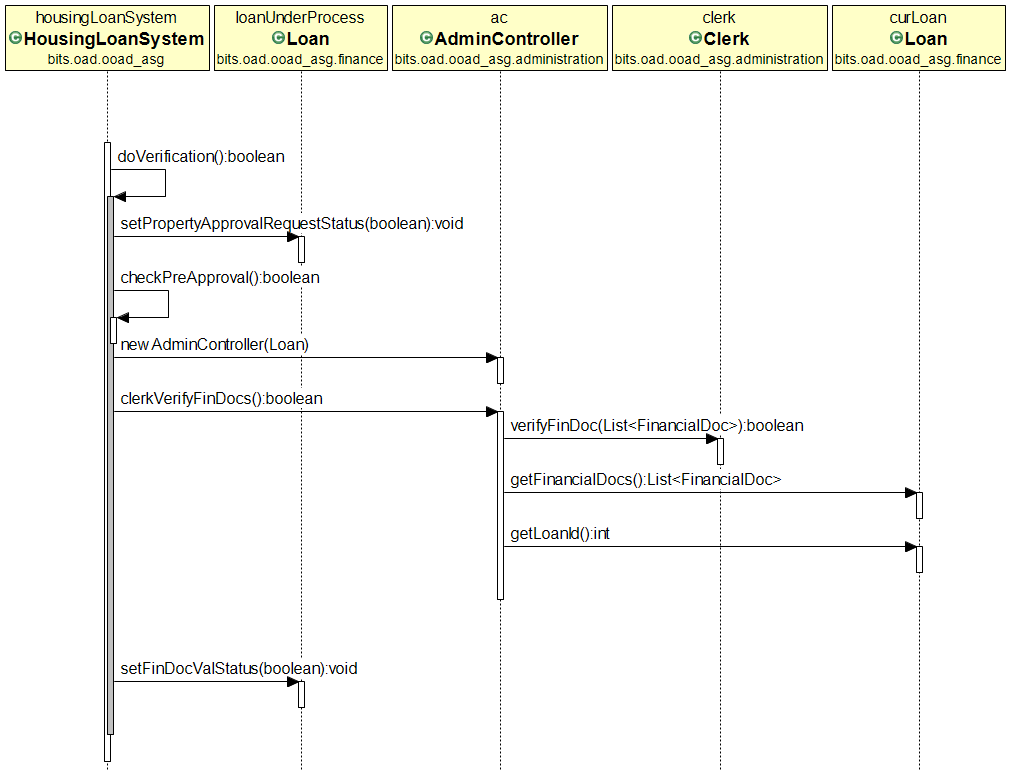 housingLoanSystem
HousingLoanSystem
bits.oad.ooad_asg
loanUnderProcess
Loan
bits.oad.ooad_asg.finance
ac
AdminController
bits.oad.ooad_asg.administration
clerk
Clerk
bits.oad.ooad_asg.administration
curLoan
Loan
bits.oad.ooad_asg.finance
doVerification():boolean
setPropertyApprovalRequestStatus(boolean):void
checkPreApproval():boolean
new AdminController(Loan)
clerkVerifyFinDocs():boolean
verifyFinDoc(List<FinancialDoc>):boolean
getFinancialDocs():List<FinancialDoc>
getLoanId():int
setFinDocValStatus(boolean):void